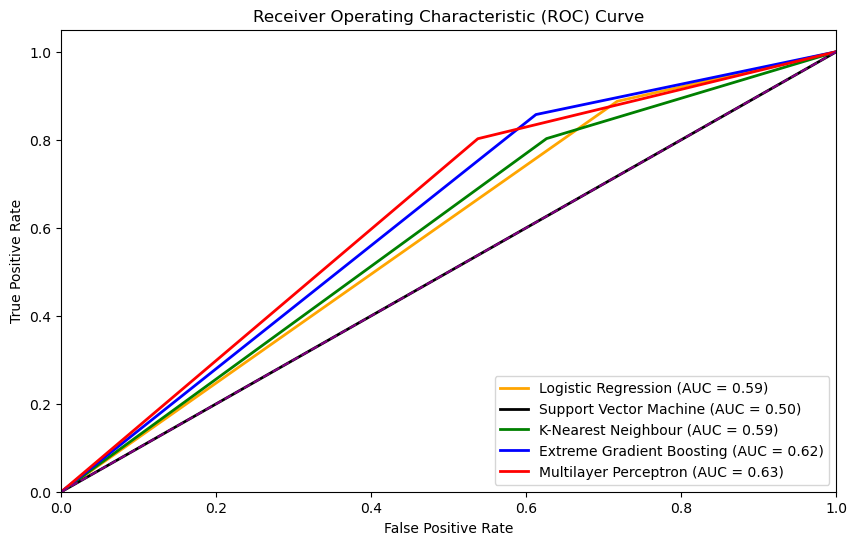 Receiver Operating Characteristic (ROC) Curve
1.0
0.8
0.6
0.4
0.2
0.0
True Positive Rate
0.0 0.2 0.4 0.6 0.8 1.0
False Positive Rate
Logistic Regression (AUC = 0.59)
Support Vector Machine (AUC = 0.50)
K-Nearest Neighbour (AUC = 0.59)
Extreme Gradient Boosting (AUC = 0.62)
Multilayer Perceptron (AUC = 0.63)